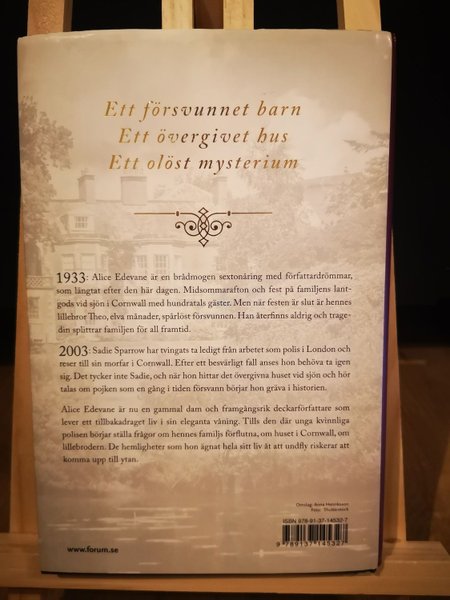 Ett försvunnet barn
Ett övergivet hus
Ett olöst mysterium
1933: Alice Edevane är en brådmogen sextonåring med författardrömmar,
som längtat efter den här dagen. Midsommarafton och fest på familjens lant-
gods vid sjön i Cornwall med hundratals gäster. Men när festen är slut är hennes
lillebror Theo, elva månader, spårlöst försvunnen. Han återfinns aldrig och trage-
din splittrar familjen för all framtid.
2003: Sadie Sparrow har tvingats ta ledigt från arbetet som polis i London och
reser till sin morfar i Cornwall. Efter ett besvärligt fall anses hon behöva ta igen
sig. Det tycker inte Sadie, och när hon hittar det övergivna huset vid sjön och hör
talas om pojken som en gång i tiden försvann börjar hon gräva i historien.
Alice Edevane är nu en gammal dam och framgångsrik deckarförfattare som
lever ett tillbakadraget liv i sin eleganta våning. Tills den där unga kvinnliga
polisen börjar ställa frågor om hennes familjs förflutna, om huset i Cornwall, om
lillebrodern. De hemligheter som hon ägnat hela sitt liv åt att undfly riskerar att
komma upp till ytan.
Omslag: Anna Henriksson
Foto: Shutterstock
ISBN 978-91-37-14532-7
9 789137 145327
www.forum.se